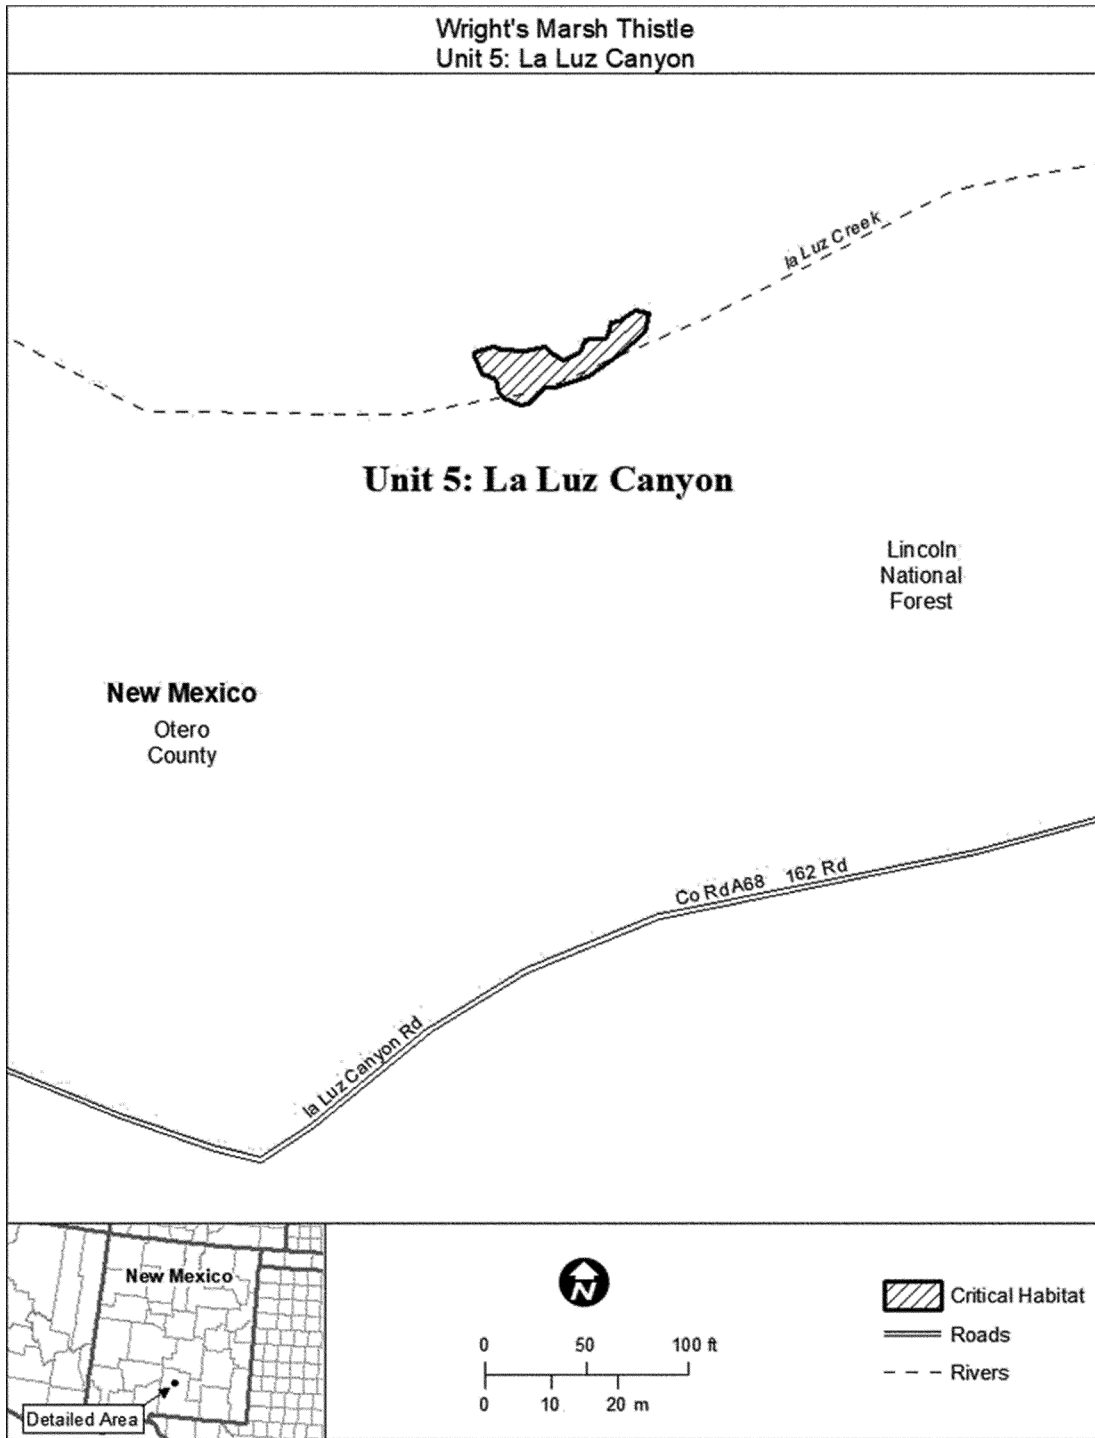 Wright's Marsh Thistle
Unit 5: La Luz Canyon
la Luz Creek
Unit 5: La Luz Canyon
Lincoln
National
Forest
New Mexico
Otero
County
Co Rd A68 162 Rd
la Luz Canyon Rd
New Mexico
Detailed Area
N
0 50 100 ft
0 10 20 m
Critical Habitat
Roads
Rivers